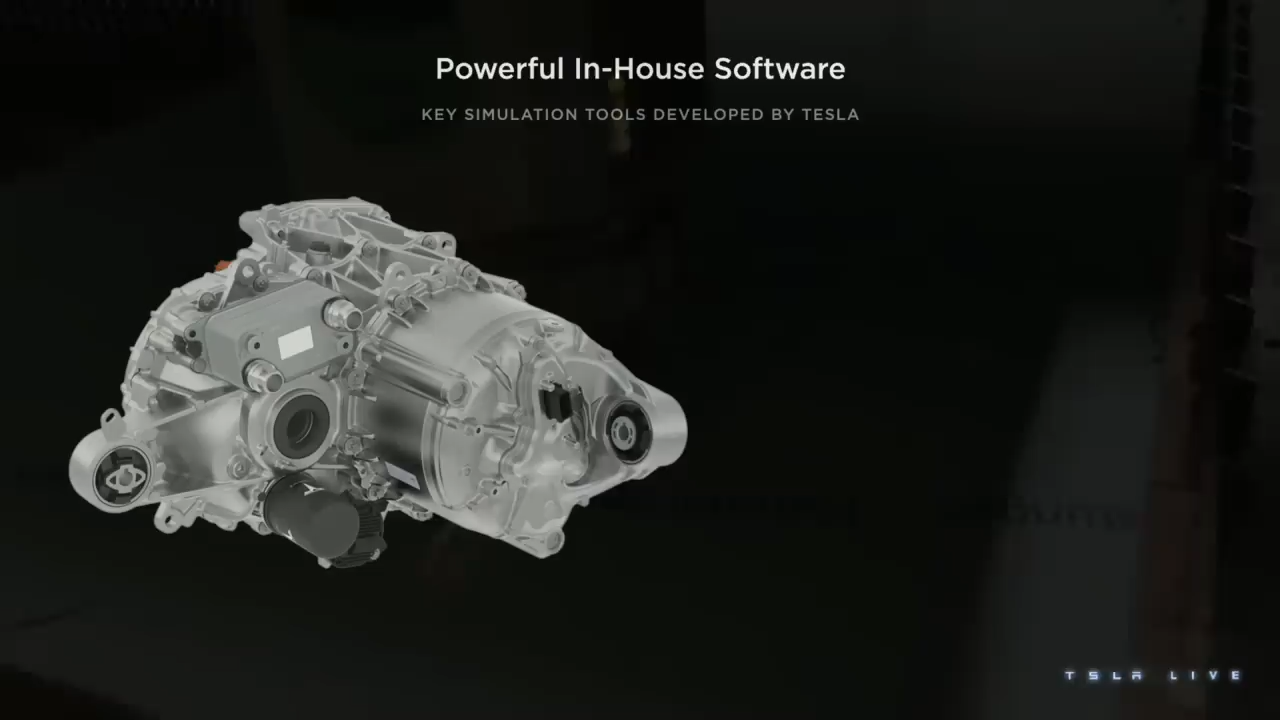 Powerful In-House Software
KEY SIMULATION TOOLS DEVELOPED BY TESLA
TSLA LIVE